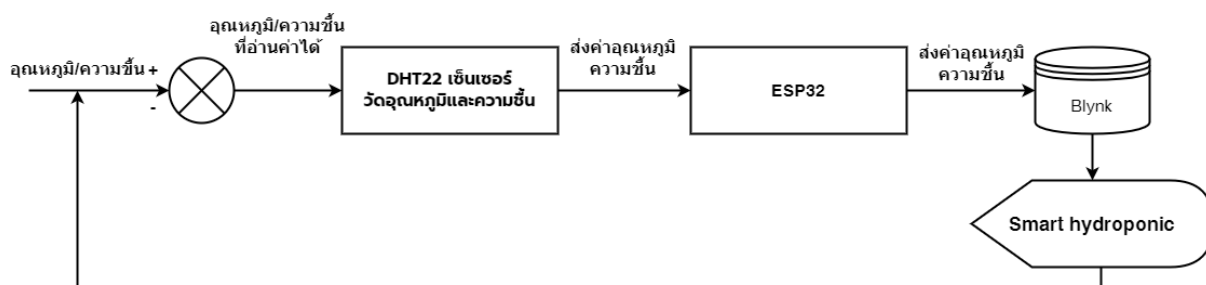 อุณหภูมิ/ความชื้น +
-
อุณหภูมิ/ความชื้น
ที่อ่านค่าได้
DHT22 เซ็นเซอร์
วัดอุณหภูมิและความชื้น
ส่งค่าอุณหภูมิ
ความชื้น
ESP32
ส่งค่าอุณหภูมิ
ความชื้น
Blynk
Smart hydroponic